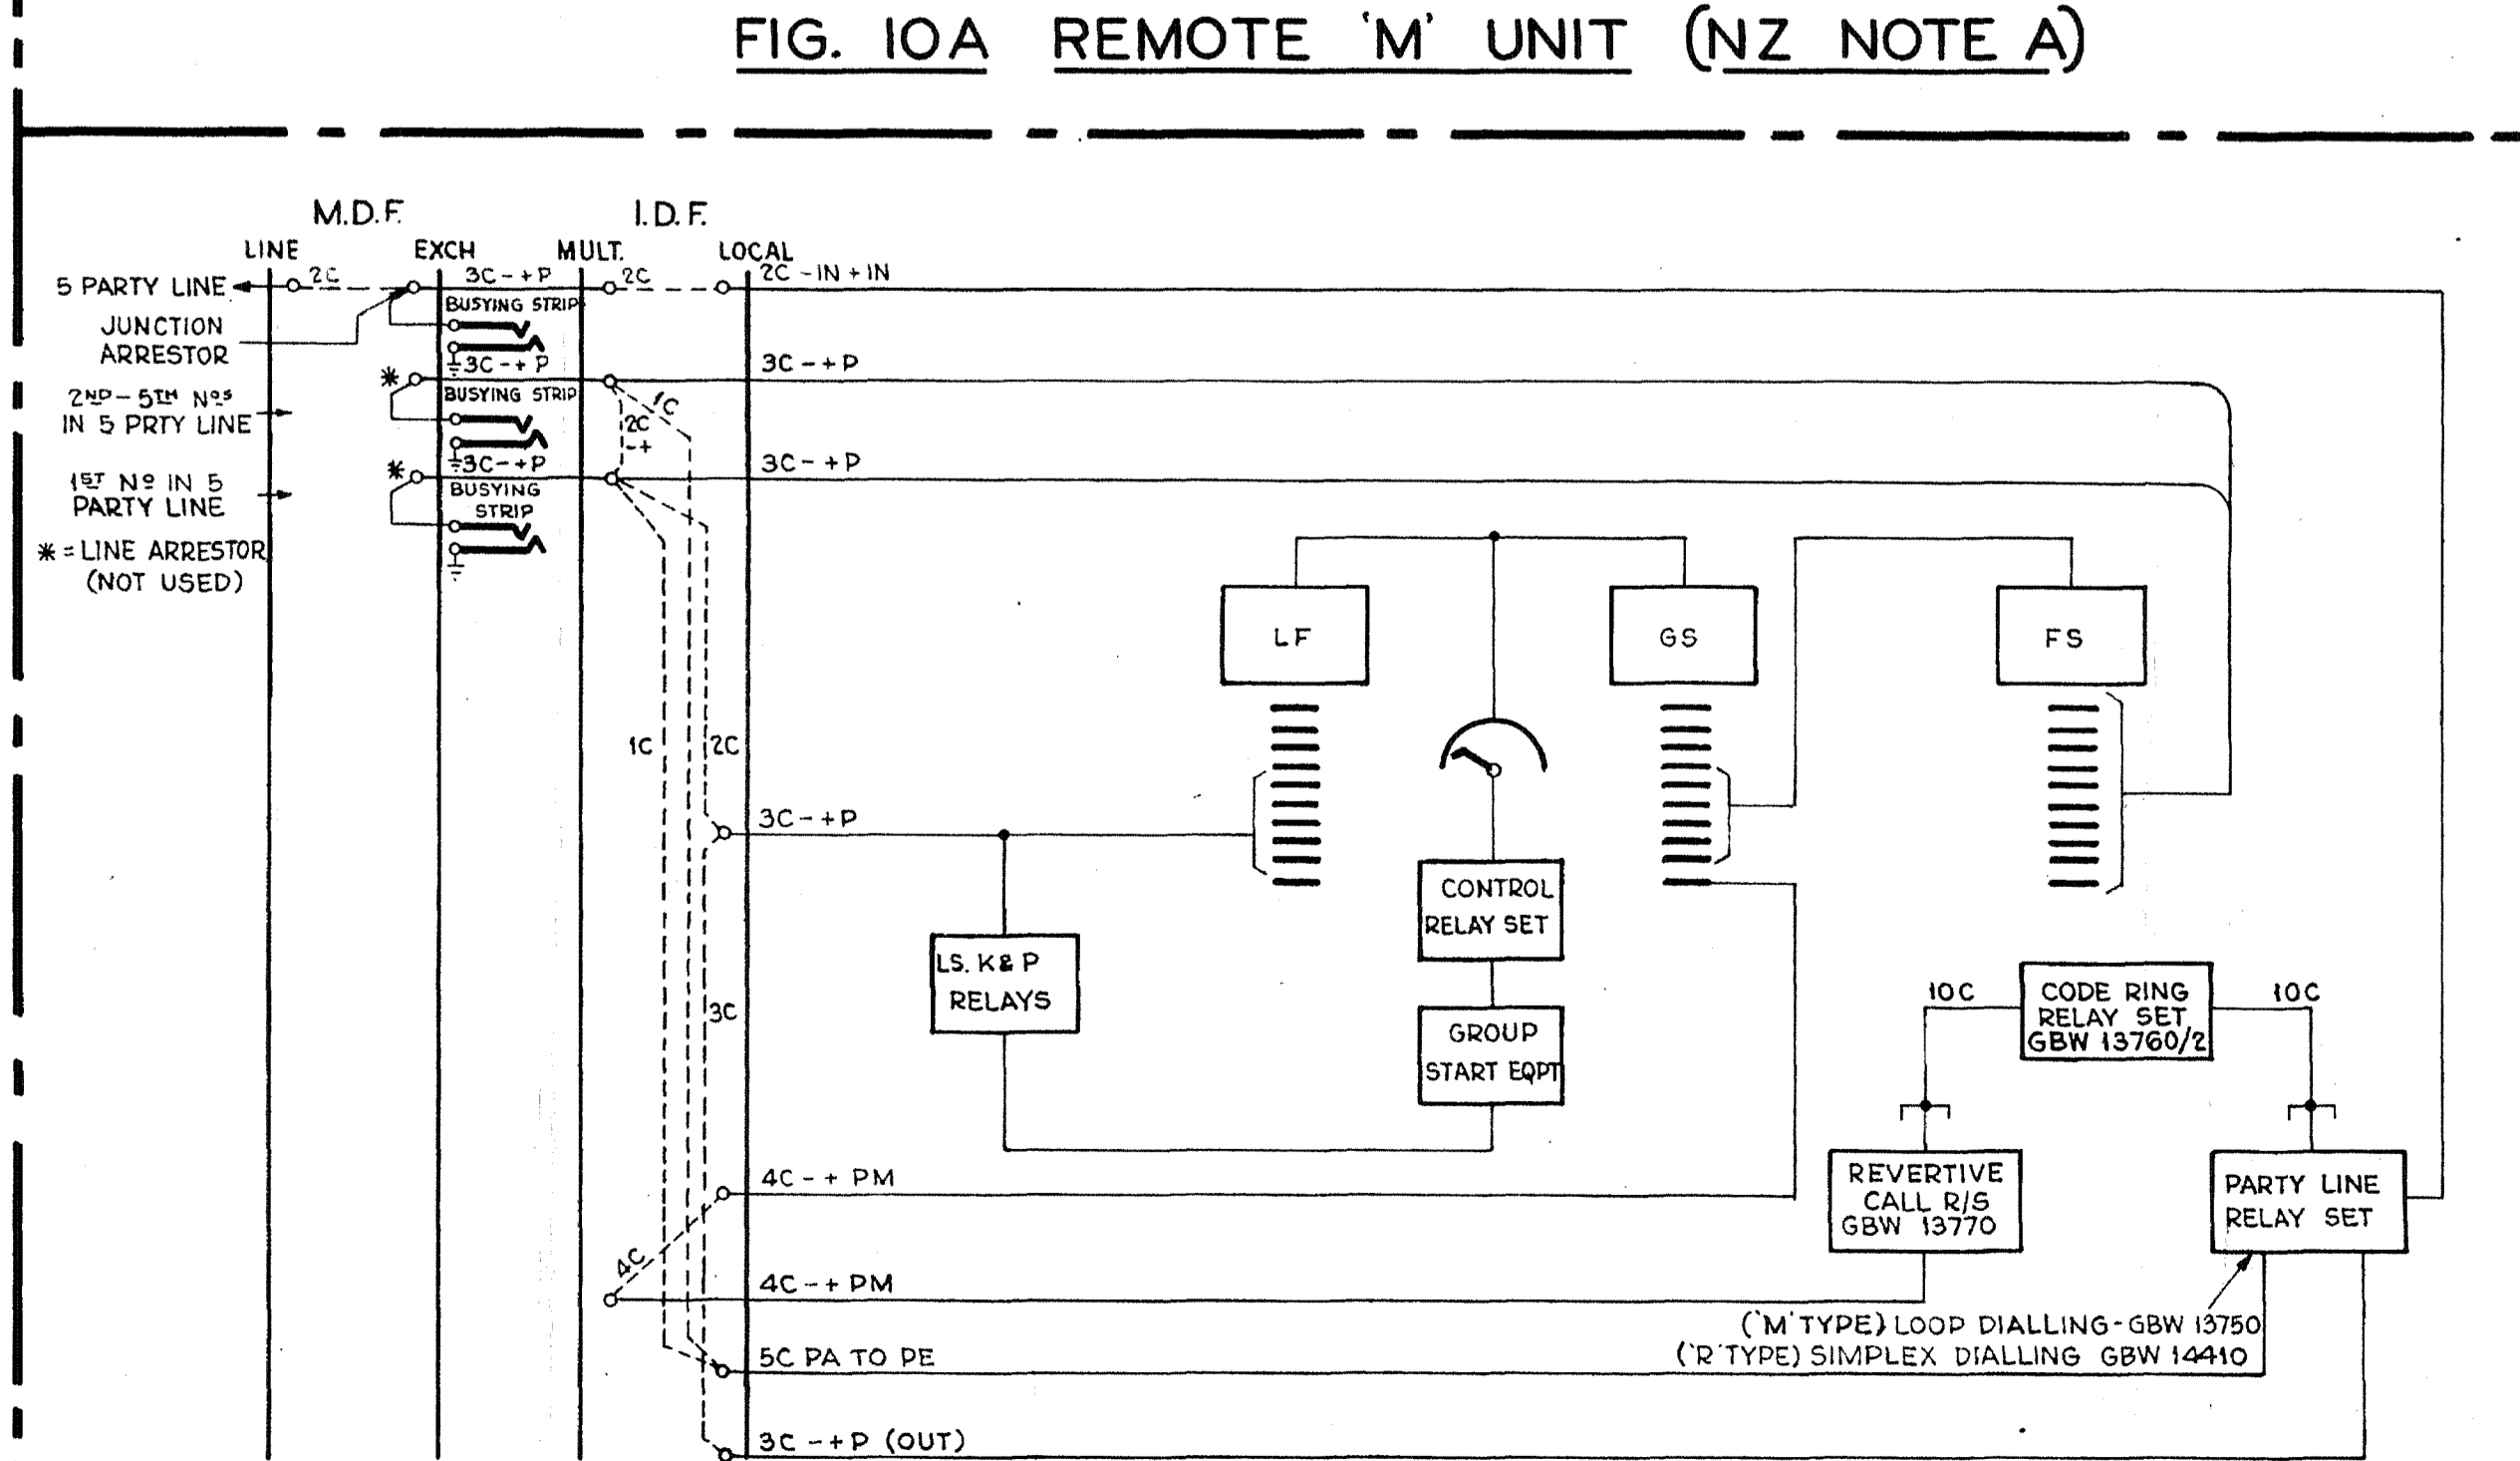 FIG. 10A REMOTE 'M' UNIT (NZ NOTE A)
M.D.F.
I.D.F.
LINE
EXCH
MULT.
LOCAL
5 PARTY LINE
2C
3C-+P
2C
2C -IN +IN
BUSYING STRIP
JUNCTION
ARRESTOR
3C-+P
3C-+P
BUSYING STRIP
2ND-5TH NOS
IN 5 PRTY LINE
1C
2C
-+
3C-+P
3C-+P
1ST NO IN 5
PARTY LINE
BUSYING
STRIP
* = LINE ARRESTOR
(NOT USED)
LF
GS
FS
1C
2C
3C-+P
CONTROL
RELAY SET
LS. K & P
RELAYS
3C
GROUP
START EQPT
10C
CODE RING
RELAY SET
GBW 13760/2
10C
4C-+ PM
REVERTIVE
CALL R/S
GBW 13770
PARTY LINE
RELAY SET
4C
4C-+ PM
('M' TYPE) LOOP DIALLING-GBW 13750
('R' TYPE) SIMPLEX DIALLING GBW 14410
5C PA TO PE
3C -+P (OUT)